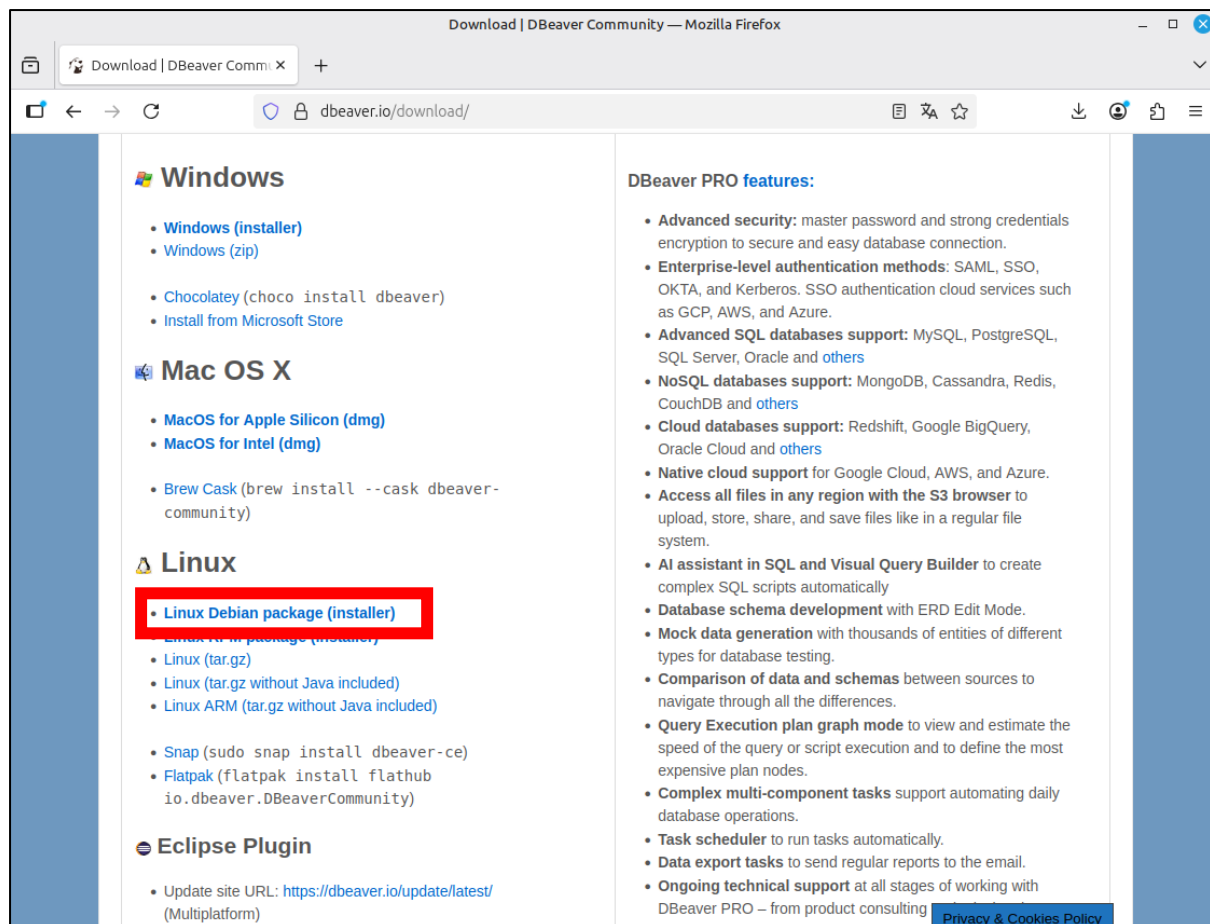 Download | DBeaver Community — Mozilla Firefox
Download | DBeaver Comm
dbeaver.io/download/
Windows
• Windows (installer)
• Windows (zip)
• Chocolatey (choco install dbeaver)
• Install from Microsoft Store
Mac OS X
• MacOS for Apple Silicon (dmg)
• MacOS for Intel (dmg)
• Brew Cask (brew install --cask dbeaver-
community)
Linux
• Linux Debian package (installer)
• Linux RPM package (installer)
• Linux (tar.gz)
• Linux (tar.gz without Java included)
• Linux ARM (tar.gz without Java included)
• Snap (sudo snap install dbeaver-ce)
• Flatpak (flatpak install flathub
io.dbeaver.DBeaverCommunity)
Eclipse Plugin
• Update site URL: https://dbeaver.io/update/latest/
(Multiplatform)
DBeaver PRO features:
• Advanced security: master password and strong credentials
encryption to secure and easy database connection.
• Enterprise-level authentication methods: SAML, SSO,
OKTA, and Kerberos. SSO authentication cloud services such
as GCP, AWS, and Azure.
• Advanced SQL databases support: MySQL, PostgreSQL,
SQL Server, Oracle and others
• NoSQL databases support: MongoDB, Cassandra, Redis,
CouchDB and others
• Cloud databases support: Redshift, Google BigQuery,
Oracle Cloud and others
• Native cloud support for Google Cloud, AWS, and Azure.
• Access all files in any region with the S3 browser to
upload, store, share, and save files like in a regular file
system.
• AI assistant in SQL and Visual Query Builder to create
complex SQL scripts automatically
• Database schema development with ERD Edit Mode.
• Mock data generation with thousands of entities of different
types for database testing.
• Comparison of data and schemas between sources to
navigate through all the differences.
• Query Execution plan graph mode to view and estimate the
speed of the query or script execution and to define the most
expensive plan nodes.
• Complex multi-component tasks support automating daily
database operations.
• Task scheduler to run tasks automatically.
• Data export tasks to send regular reports to the email.
• Ongoing technical support at all stages of working with
DBeaver PRO – from product consulting
Privacy & Cookies Policy